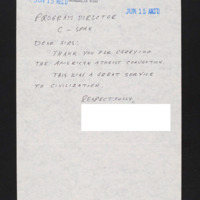 JUN 15 REC'D
PROGRAM DIRECTOR
C-SPAN
DEAR SIRS:
THANK YOU FOR CARRYING
THE AMERICAN ATHEIST CONVENTION.
THIS WAS A GREAT SERVICE
TO CIVILIZATION.
RESPECTFULLY,